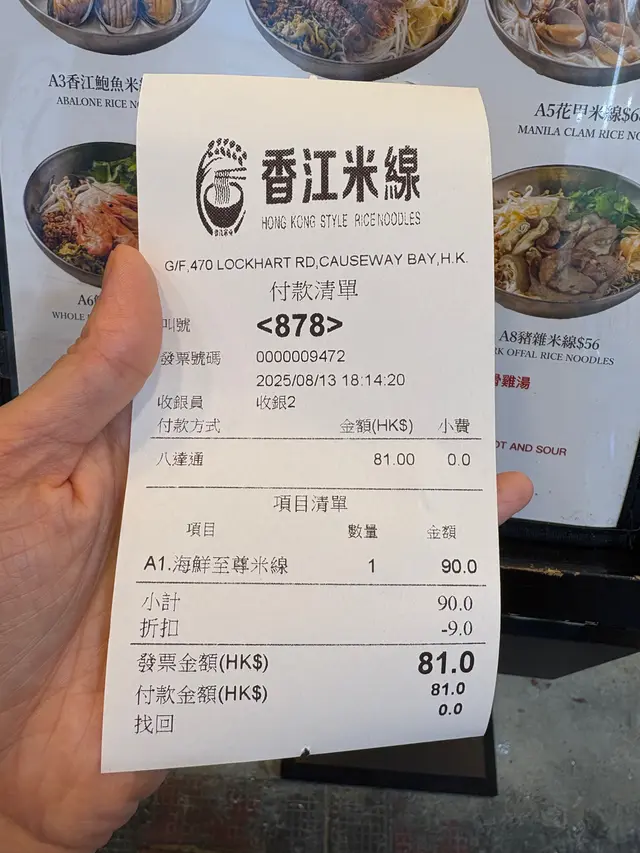 A3香江鮑魚米
ABALONE RICE
A5花甲米線$6
MANILA CLAM RICE
香江米線
HONG KONG STYLE RICENOODLES
G/F,470 LOCKHART RD,CAUSEWAY BAY,H.K.
付款清單
叫號 <878>
發票號碼 0000009472
2025/08/13 18:14:20
收銀員 收銀2
付款方式 金額(HK$) 小費
八達通 81.00 0.0
項目清單
項目 數量 金額
A1.海鮮至尊米線 1 90.0
小計 90.0
折扣 -9.0
發票金額(HK$) 81.0
付款金額(HK$) 81.0
找回 0.0
A6
WHOLE
A8豬雜米線$56
RK OFFAL RICE NOODLES
骨雞湯
OT AND SOUR